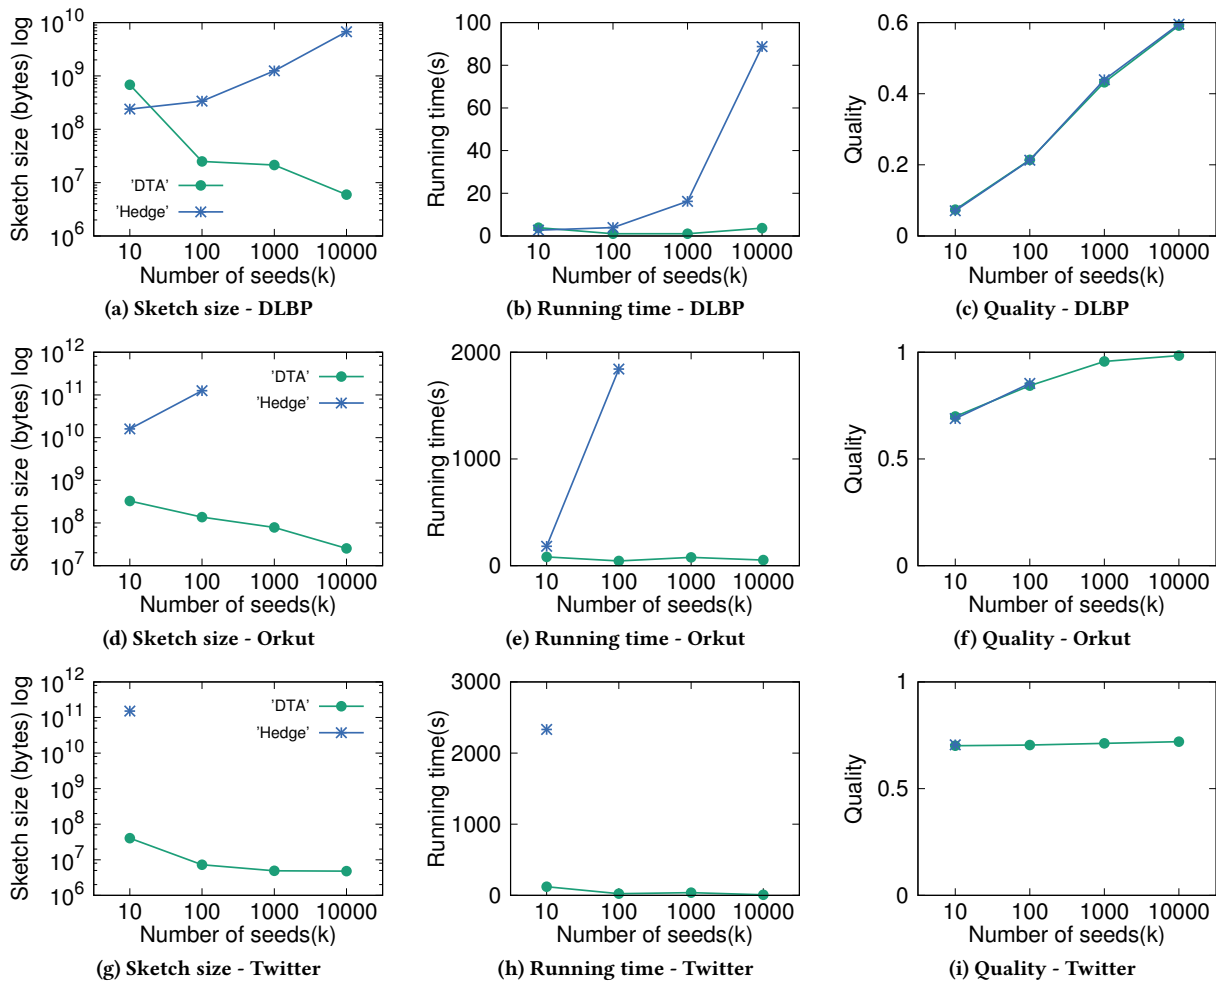 Sketch size (bytes) log
10^10
10^9
10^8
10^7
10^6
'DTA'
'Hedge'
10 100 1000 10000
Number of seeds(k)
(a) Sketch size - DLBP
Running time(s)
100
80
60
40
20
0
10 100 1000 10000
Number of seeds(k)
(b) Running time - DLBP
Quality
0.6
0.4
0.2
0
10 100 1000 10000
Number of seeds(k)
(c) Quality - DLBP
Sketch size (bytes) log
10^12
10^11
10^10
10^9
10^8
10^7
'DTA'
'Hedge'
10 100 1000 10000
Number of seeds(k)
(d) Sketch size - Orkut
Running time(s)
2000
1000
0
10 100 1000 10000
Number of seeds(k)
(e) Running time - Orkut
Quality
1
0.5
0
10 100 1000 10000
Number of seeds(k)
(f) Quality - Orkut
Sketch size (bytes) log
10^12
10^11
10^10
10^9
10^8
10^7
10^6
'DTA'
'Hedge'
10 100 1000 10000
Number of seeds(k)
(g) Sketch size - Twitter
Running time(s)
3000
2000
1000
0
10 100 1000 10000
Number of seeds(k)
(h) Running time - Twitter
Quality
1
0.5
0
10 100 1000 10000
Number of seeds(k)
(i) Quality - Twitter